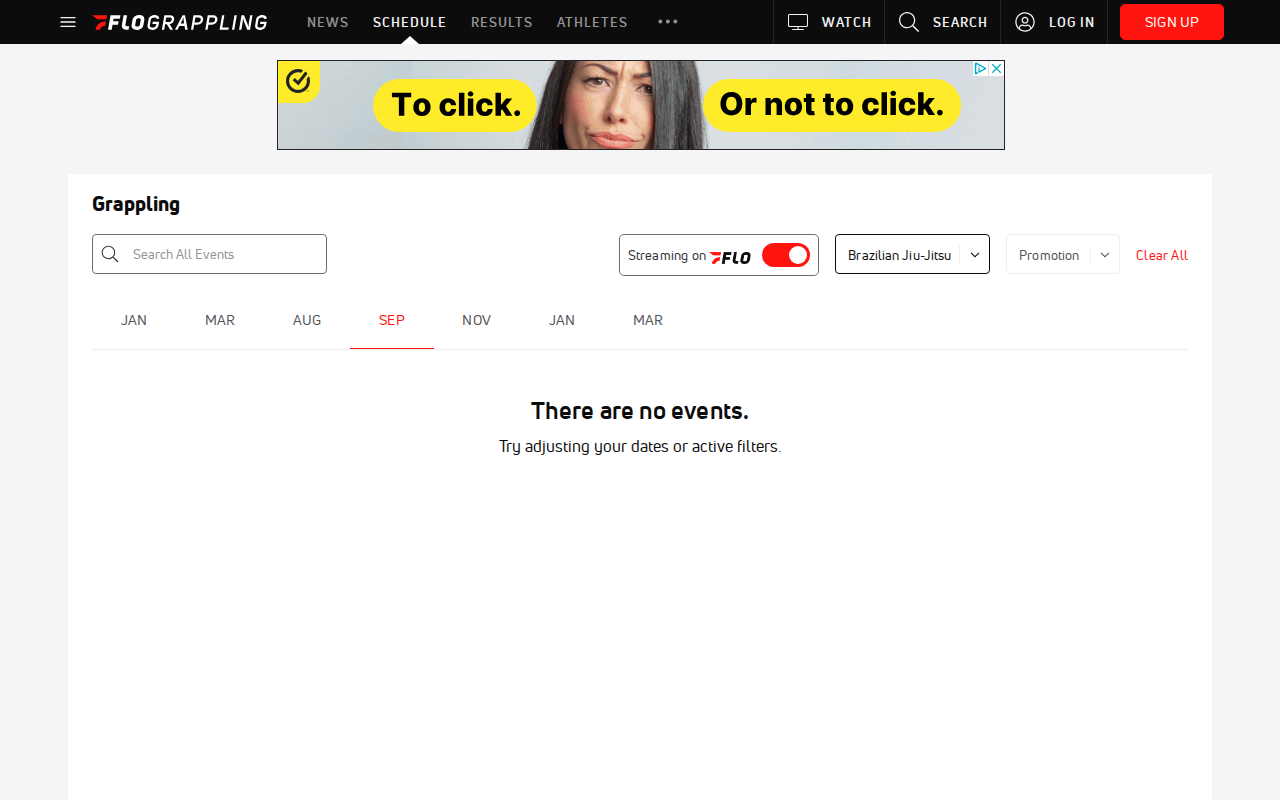 FLOGRAPPLING
NEWS
SCHEDULE
RESULTS
ATHLETES
WATCH
SEARCH
LOG IN
SIGN UP
To click.
Or not to click.
Grappling
Search All Events
Streaming on FLO
Brazilian Jiu-Jitsu
Promotion
Clear All
JAN
MAR
AUG
SEP
NOV
JAN
MAR
There are no events.
Try adjusting your dates or active filters.